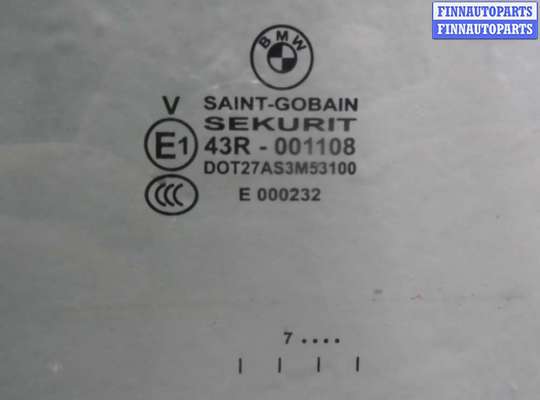 FINNAUTOPARTS
FINNAUTOPARTS
BMW
V SAINT-GOBAIN
SEKURIT
E1 43R - 001108
DOT27AS3M53100
CCC E 000232
7 ....